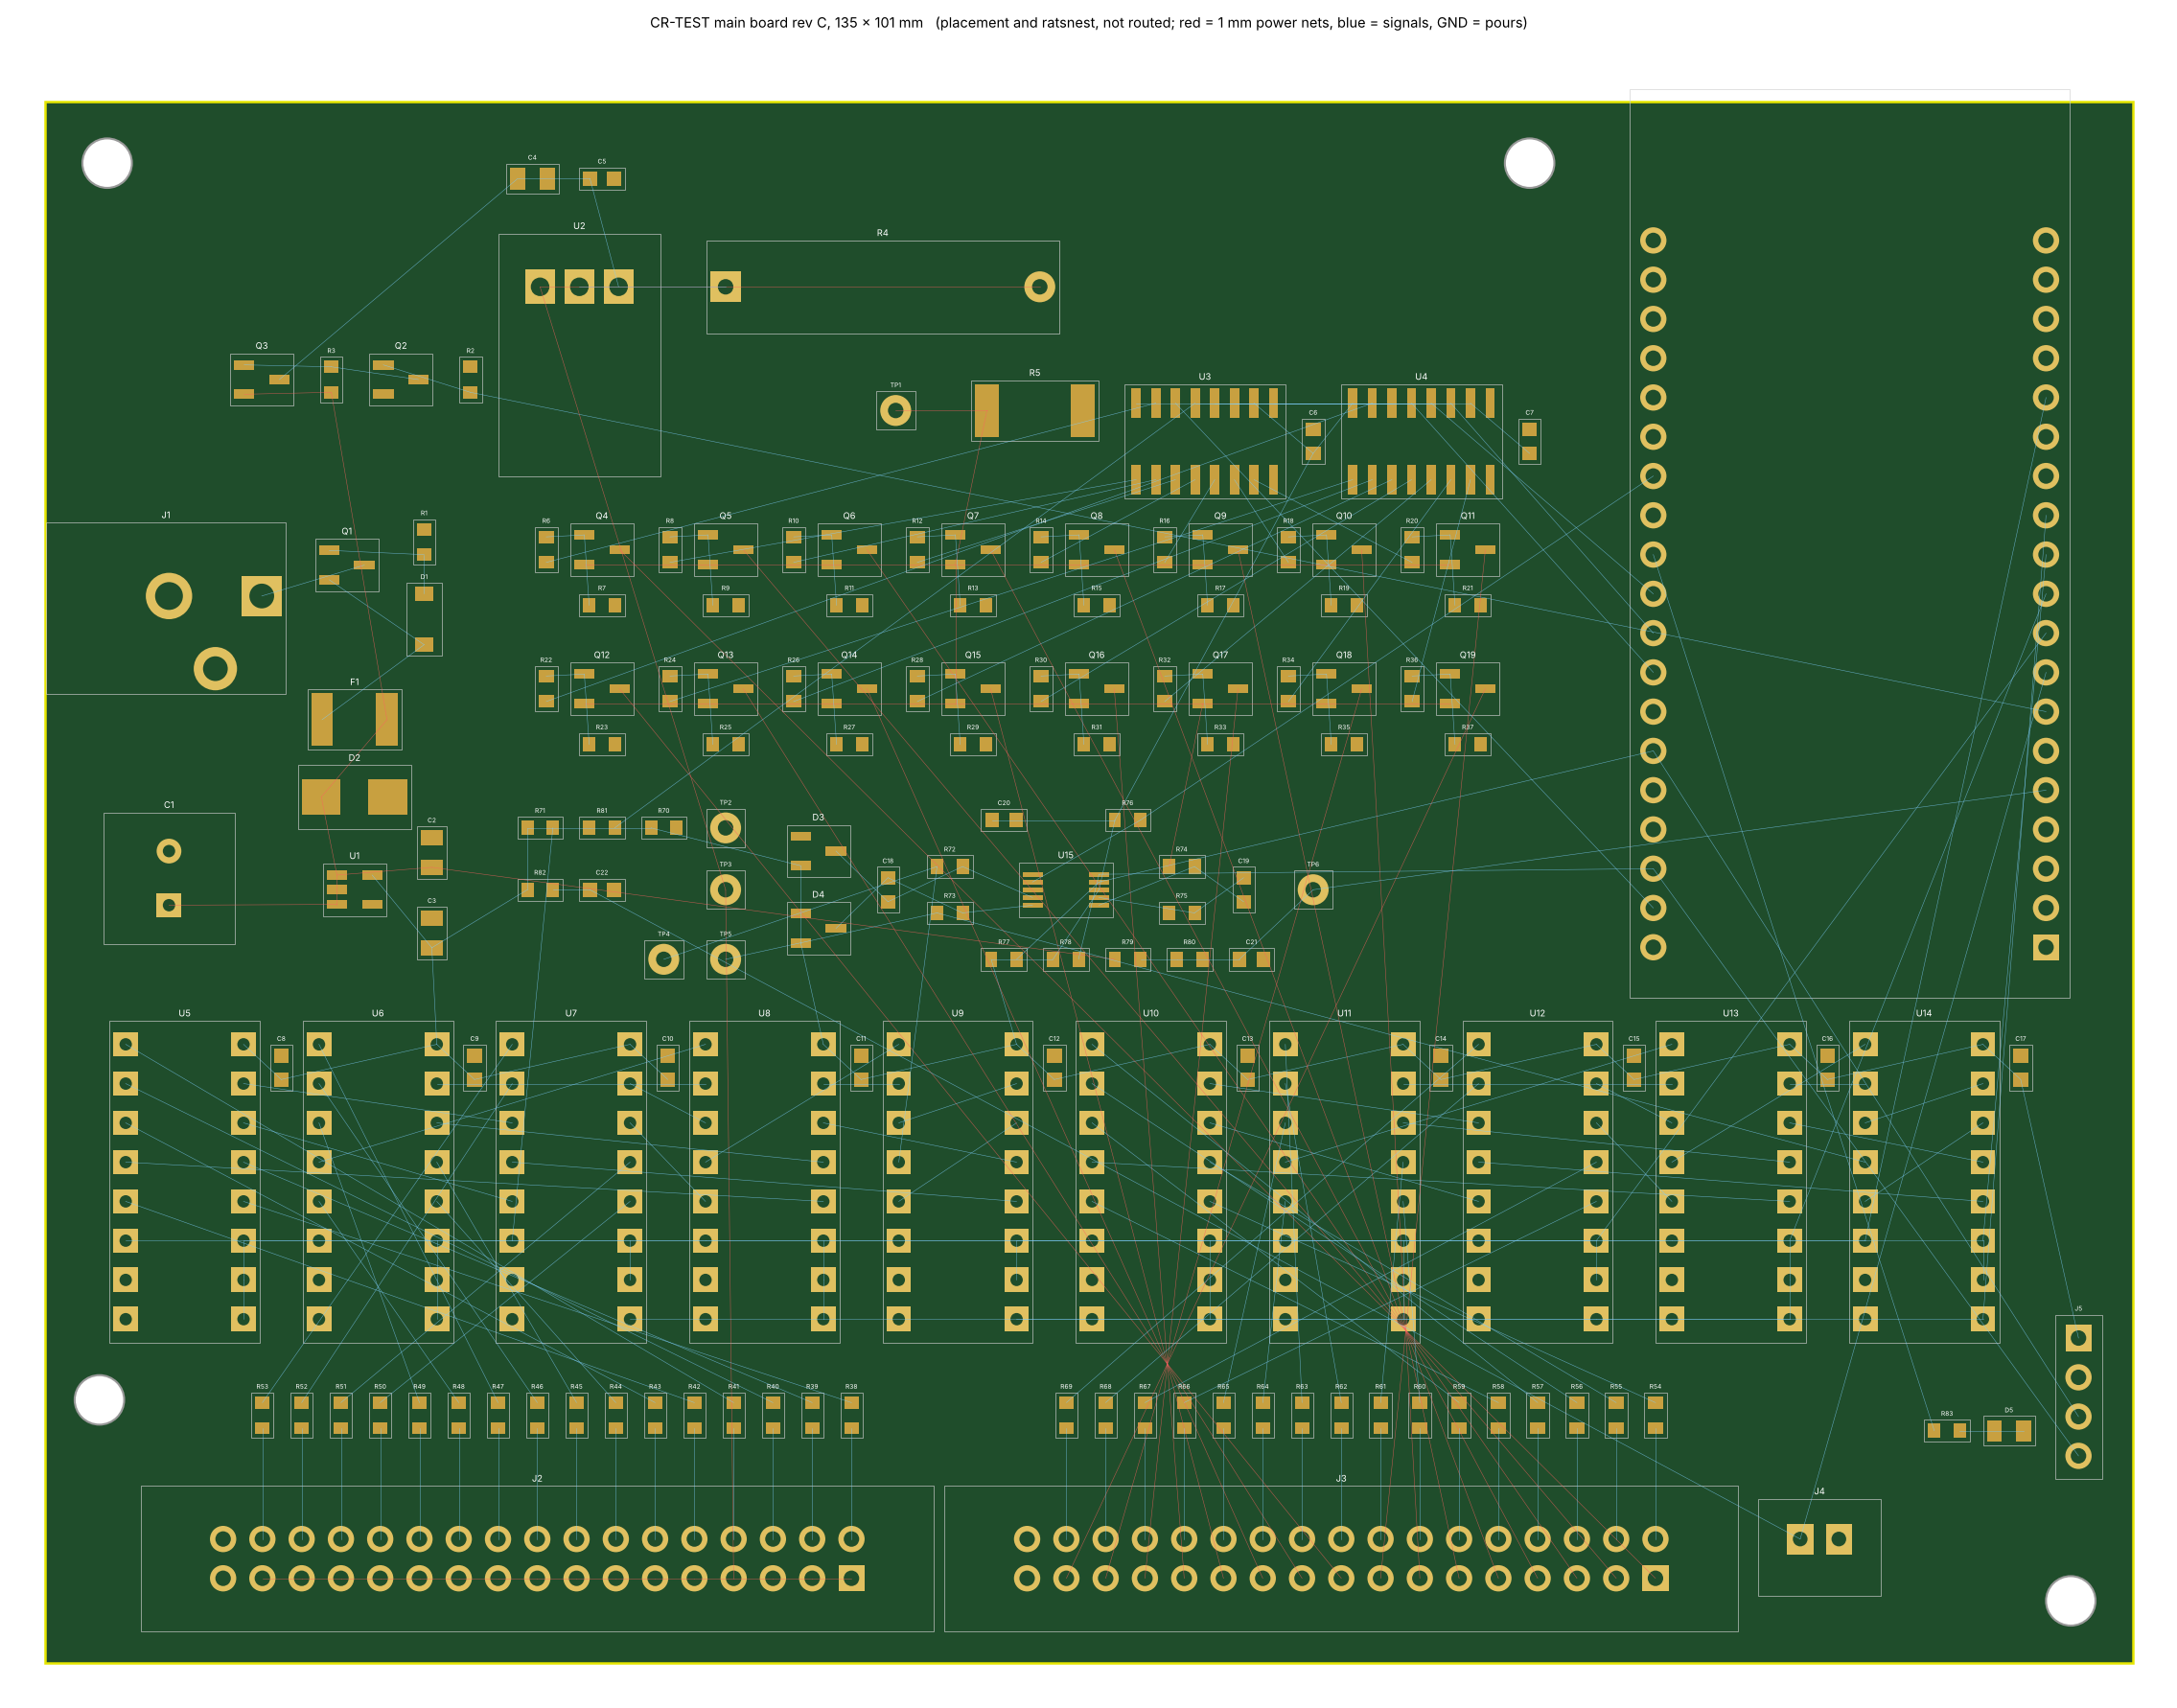 CR-TEST main board rev C, 135 × 101 mm (placement and ratsnest, not routed; red = 1 mm power nets, blue = signals, GND = pours)
C4 C5
U2 R4
Q3 R3 Q2 R2 TP1 R5 U3 U4
C6 C7
J1 Q1 R1 R6 Q4 R8 Q5 R10 Q6 R12 Q7 R14 Q8 R16 Q9 R18 Q10 R20 Q11
D1 R7 R9 R11 R13 R15 R17 R19 R21
R22 Q12 R24 Q13 R26 Q14 R28 Q15 R30 Q16 R32 Q17 R34 Q18 R36 Q19
F1
R23 R25 R27 R29 R31 R33 R35 R37
D2
C1 C2 R71 R81 R70 TP2 D3 C20 R76
U1 R82 C22 TP3 C18 R72 U15 R74 C19 TP6
C3 D4 R73 R75
TP4 TP5 R77 R78 R79 R80 C21
U5 U6 U7 U8 U9 U10 U11 U12 U13 U14
C8 C9 C10 C11 C12 C13 C14 C15 C16 C17
J5
R53 R52 R51 R50 R49 R48 R47 R46 R45 R44 R43 R42 R41 R40 R39 R38 R69 R68 R67 R66 R65 R64 R63 R62 R61 R60 R59 R58 R57 R56 R55 R54
R83 D5
J2 J3 J4